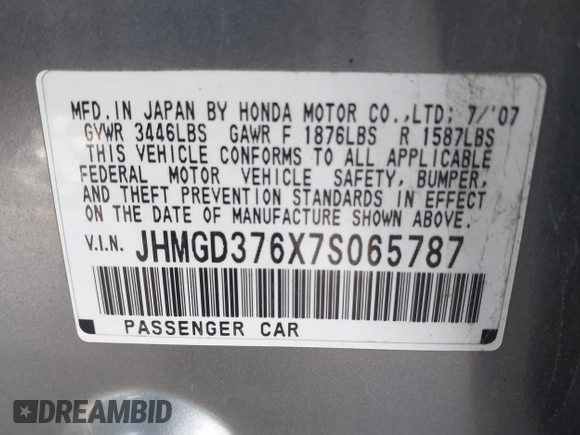 MFD. IN JAPAN BY HONDA MOTOR CO.,LTD; 7/'07
GVWR 3446LBS GAWR F 1876LBS R 1587LBS
THIS VEHICLE CONFORMS TO ALL APPLICABLE
FEDERAL MOTOR VEHICLE SAFETY, BUMPER,
AND THEFT PREVENTION STANDARDS IN EFFECT
ON THE DATE OF MANUFACTURE SHOWN ABOVE.
V.I.N. JHMGD376X7S065787
PASSENGER CAR
DREAMBID